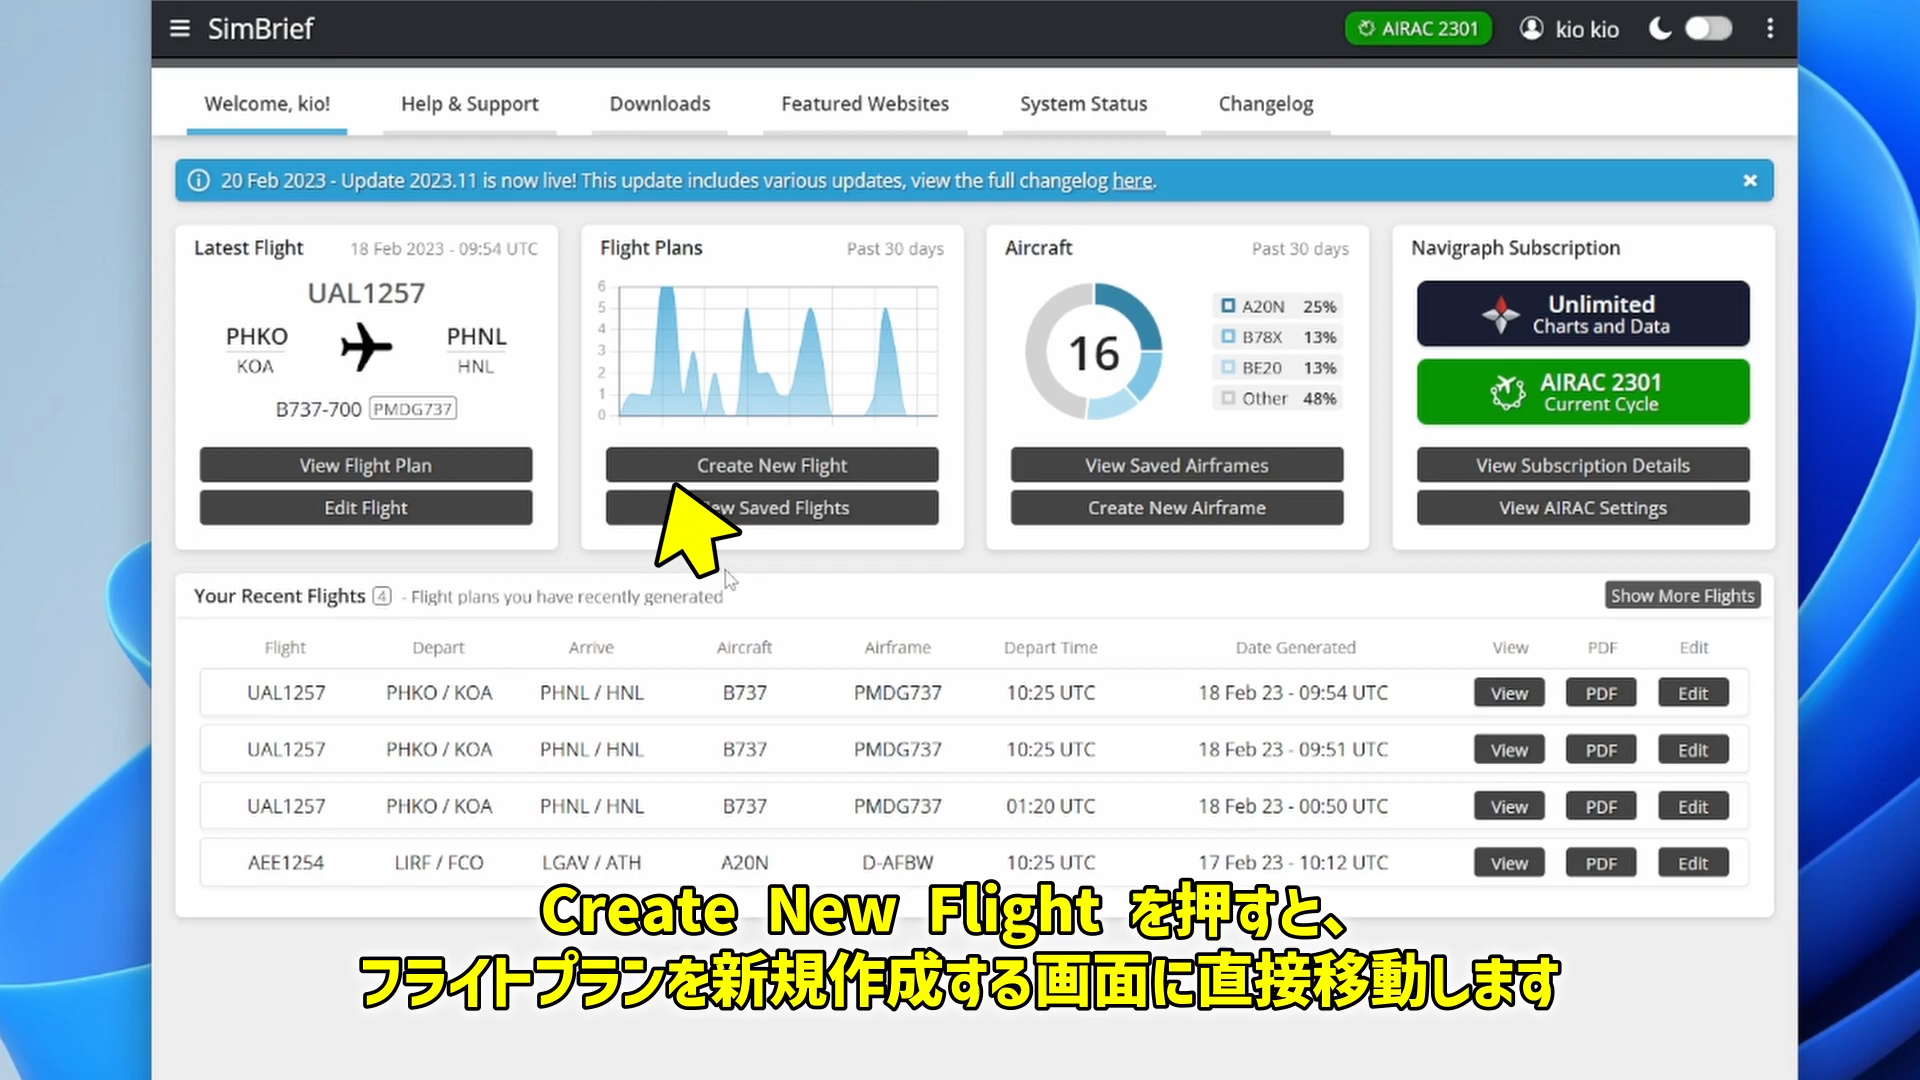 SimBrief
AIRAC 2301
kio kio
Welcome, kio!
Help & Support
Downloads
Featured Websites
System Status
Changelog
20 Feb 2023 - Update 2023.11 is now live! This update includes various updates, view the full changelog here.
Latest Flight 18 Feb 2023 - 09:54 UTC
UAL1257
PHKO PHNL
KOA HNL
B737-700 PMDG737
View Flight Plan
Edit Flight
Flight Plans Past 30 days
6
5
4
3
2
1
0
Create New Flight
Saved Flights
Aircraft Past 30 days
16
A20N 25%
B78X 13%
BE20 13%
Other 48%
View Saved Airframes
Create New Airframe
Navigraph Subscription
Unlimited
Charts and Data
AIRAC 2301
Current Cycle
View Subscription Details
View AIRAC Settings
Your Recent Flights 4 - Flight plans you have recently generated
Show More Flights
Flight Depart Arrive Aircraft Airframe Depart Time Date Generated View PDF Edit
UAL1257 PHKO / KOA PHNL / HNL B737 PMDG737 10:25 UTC 18 Feb 23 - 09:54 UTC View PDF Edit
UAL1257 PHKO / KOA PHNL / HNL B737 PMDG737 10:25 UTC 18 Feb 23 - 09:51 UTC View PDF Edit
UAL1257 PHKO / KOA PHNL / HNL B737 PMDG737 01:20 UTC 18 Feb 23 - 00:50 UTC View PDF Edit
AEE1254 LIRF / FCO LGAV / ATH A20N D-AFBW 10:25 UTC 17 Feb 23 - 10:12 UTC View PDF Edit
Create New Flight を押すと、
フライトプランを新規作成する画面に直接移動します